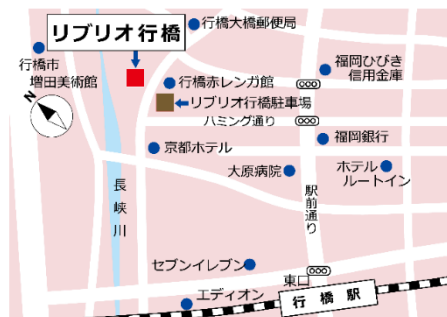 リブリオ行橋
行橋大橋郵便局
行橋市
増田美術館
福岡ひびき
信用金庫
行橋赤レンガ館
リブリオ行橋駐車場
N
ハミング通り
福岡銀行
京都ホテル
大原病院
ホテル
ルートイン
長峡川
駅前通り
セブンイレブン
東口
エディオン
行橋駅